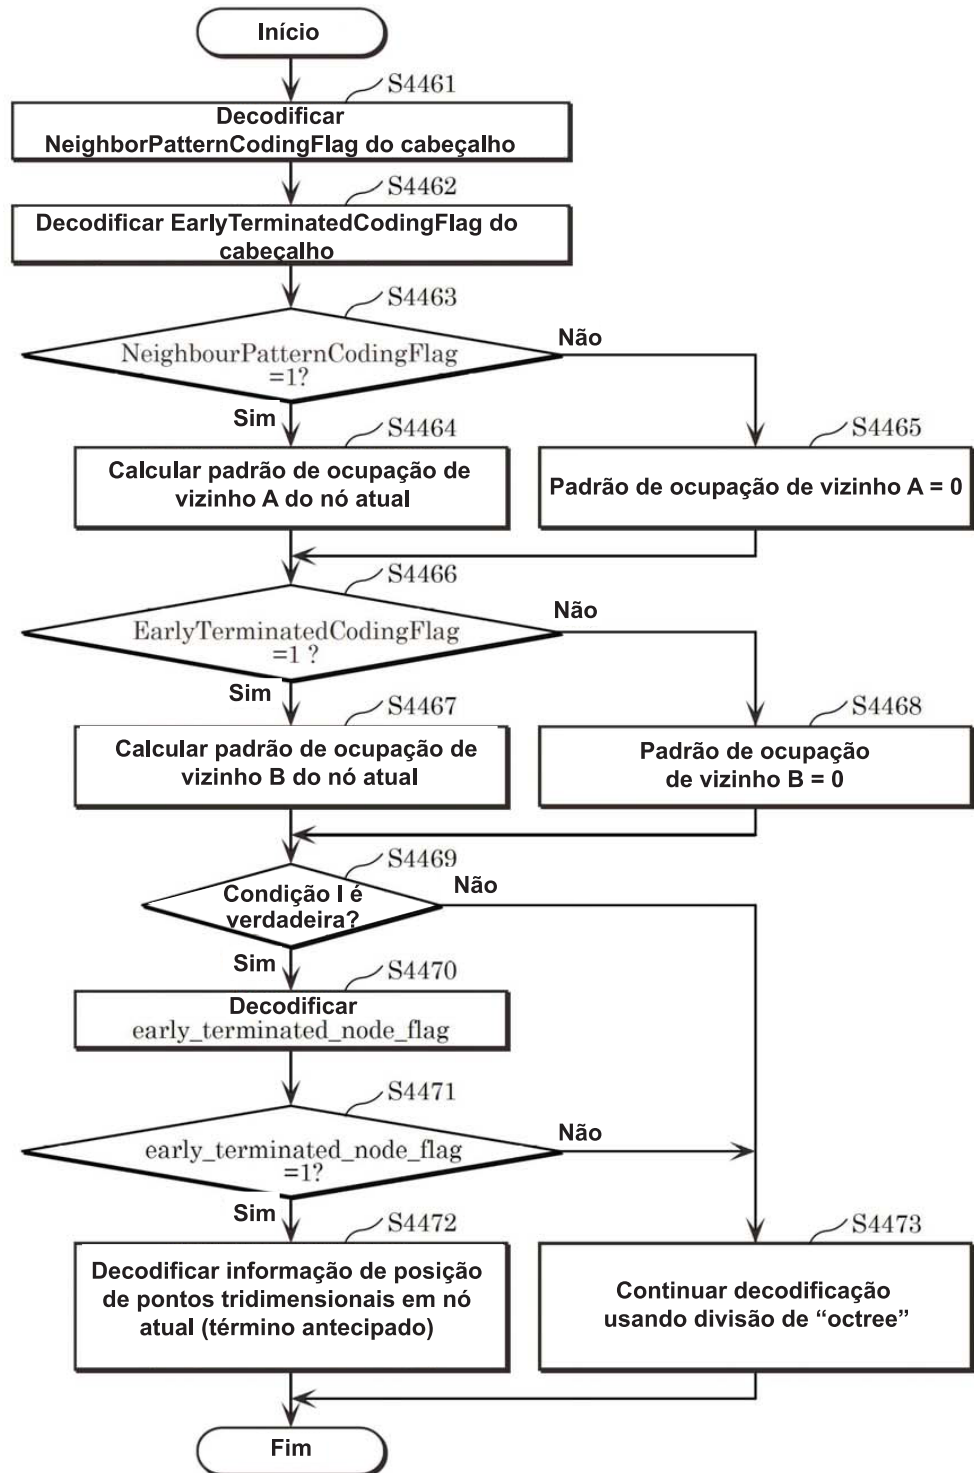 Início
S4461
Decodificar
NeighborPatternCodingFlag do cabeçalho
S4462
Decodificar EarlyTerminatedCodingFlag do
cabeçalho
S4463
NeighbourPatternCodingFlag
=1?
Não
Sim
S4464
S4465
Calcular padrão de ocupação de
vizinho A do nó atual
Padrão de ocupação de vizinho A = 0
S4466
EarlyTerminatedCodingFlag
=1 ?
Não
Sim
S4467
S4468
Calcular padrão de ocupação de
vizinho B do nó atual
Padrão de ocupação
de vizinho B = 0
S4469
Condição I é
verdadeira?
Não
Sim
S4470
Decodificar
early_terminated_node_flag
S4471
early_terminated_node_flag
=1?
Não
Sim
S4472
S4473
Decodificar informação de posição
de pontos tridimensionais em nó
atual (término antecipado)
Continuar decodificação
usando divisão de “octree”
Fim